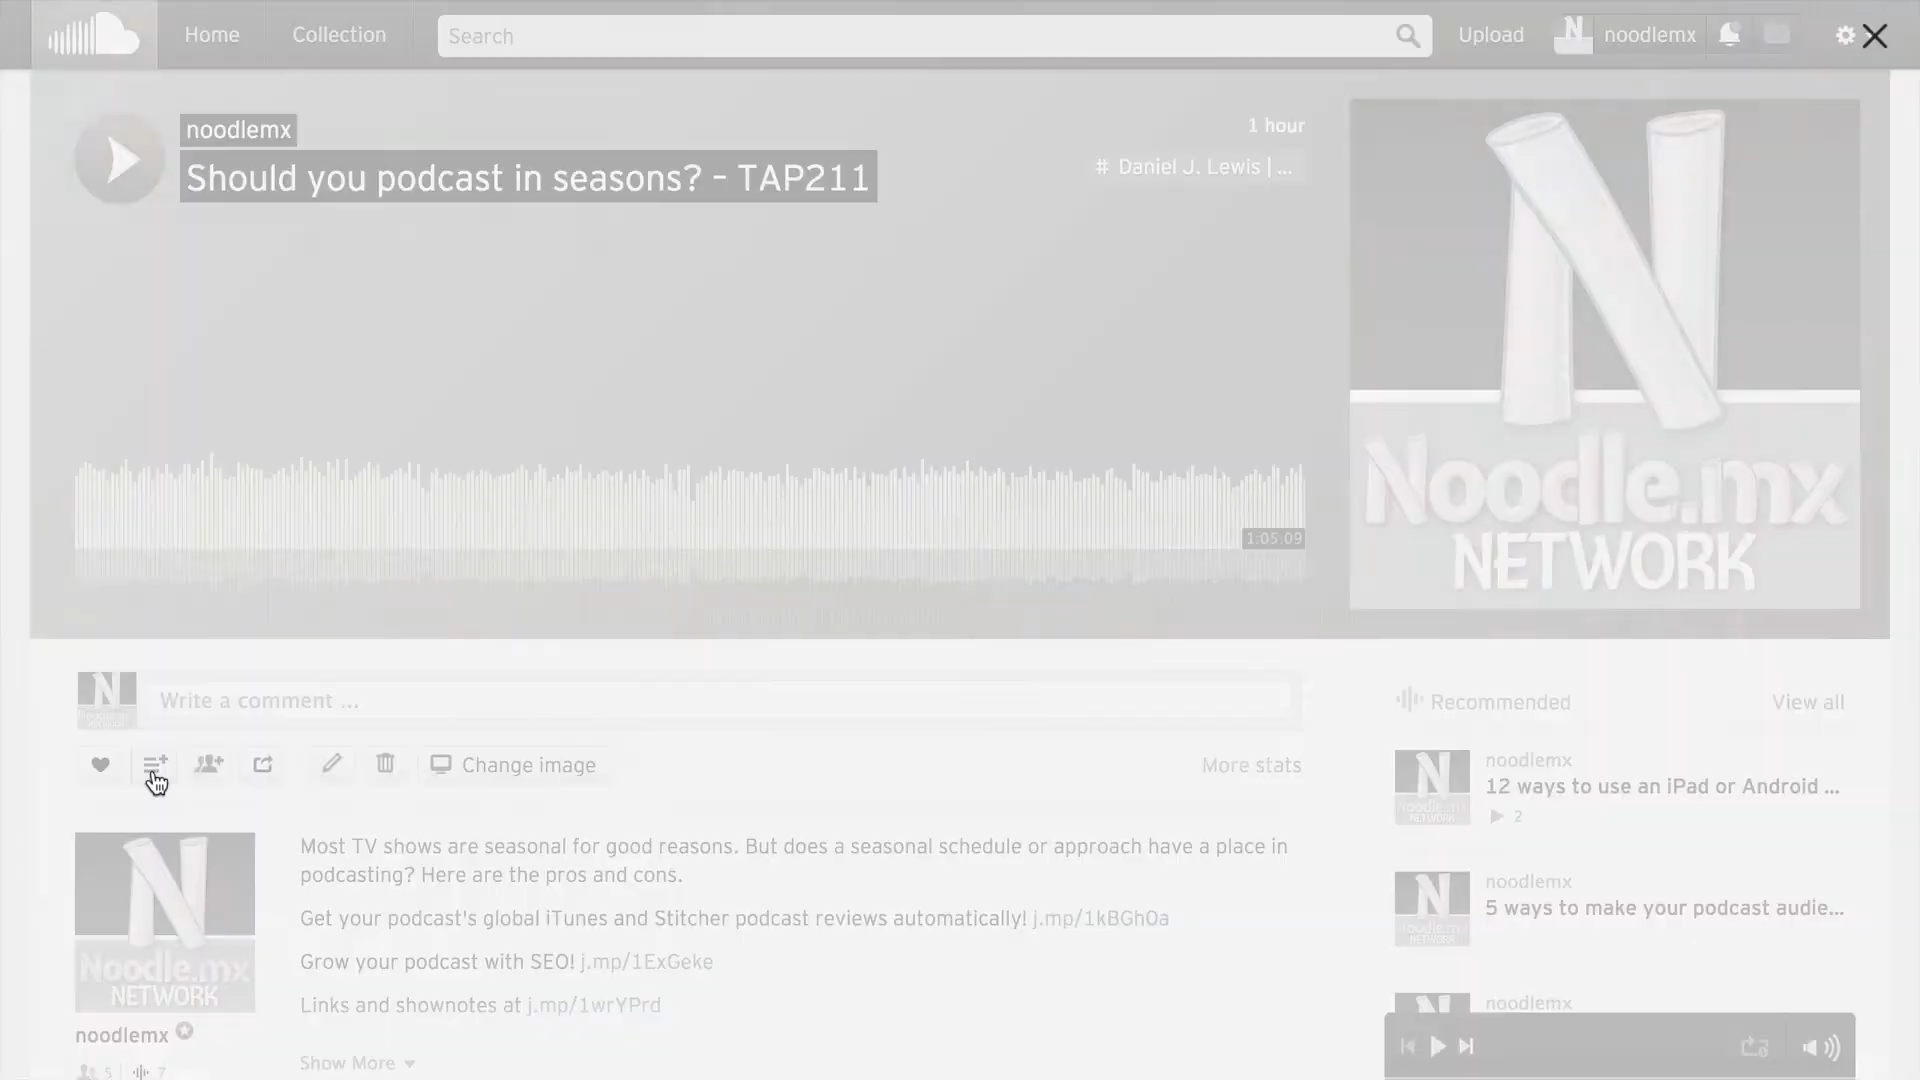 Home
Collection
Search
Upload
N
noodlemx
noodlemx
Should you podcast in seasons? - TAP211
1 hour
# Daniel J. Lewis | ...
1:05:09
N
Noodle.mx
NETWORK
Write a comment ...
Change image
More stats
Most TV shows are seasonal for good reasons. But does a seasonal schedule or approach have a place in
podcasting? Here are the pros and cons.
Get your podcast's global iTunes and Stitcher podcast reviews automatically! j.mp/1kBGhOa
Grow your podcast with SEO! j.mp/1ExGeke
Links and shownotes at j.mp/1wrYPrd
Show More
N
Noodle.mx
NETWORK
noodlemx
5
7
Recommended
View all
noodlemx
12 ways to use an iPad or Android ...
2
noodlemx
5 ways to make your podcast audie...
noodlemx